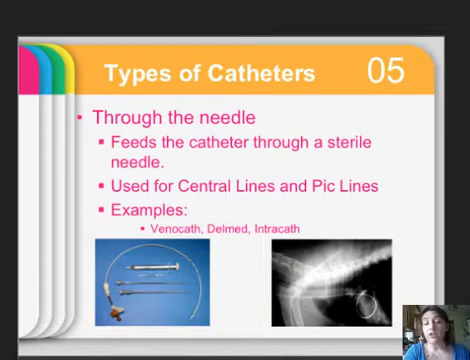 Types of Catheters
05
Through the needle
Feeds the catheter through a sterile
needle.
Used for Central Lines and Pic Lines
Examples:
Venocath, Delmed, Intracath